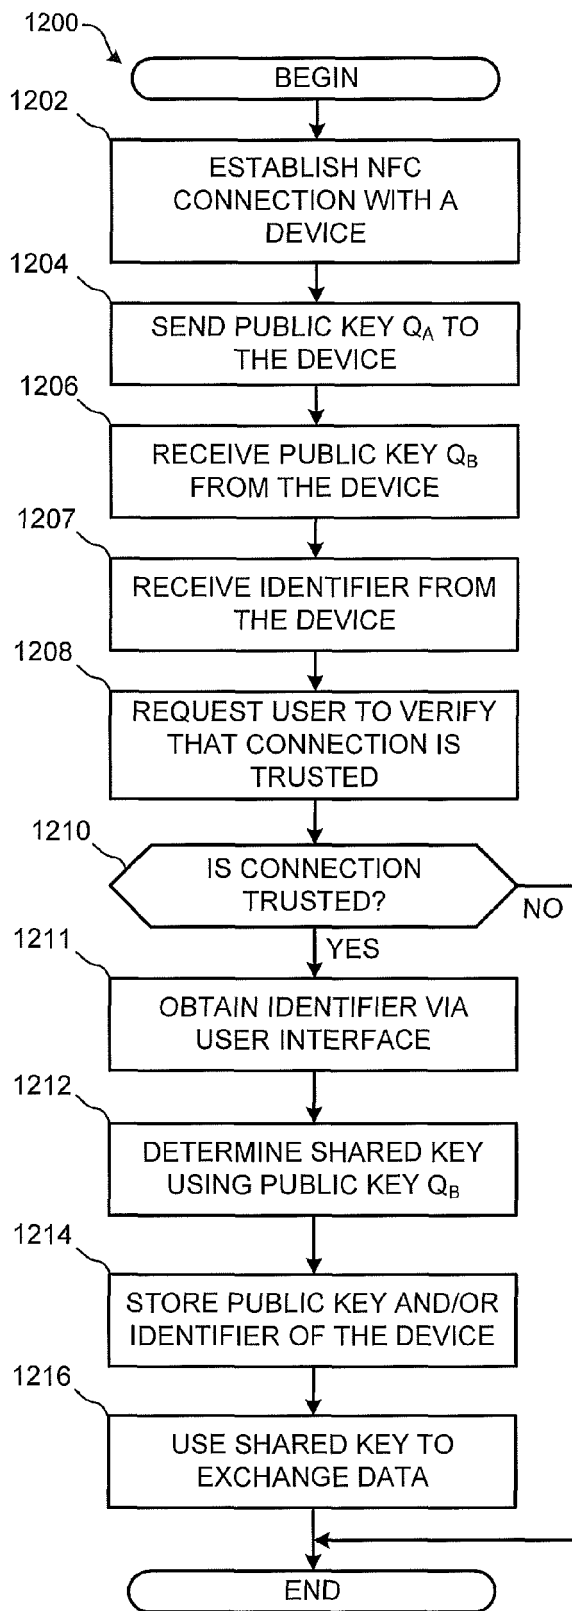 1200
BEGIN
1202
ESTABLISH NFC
CONNECTION WITH A
DEVICE
1204
SEND PUBLIC KEY Q_A TO
THE DEVICE
1206
RECEIVE PUBLIC KEY Q_B
FROM THE DEVICE
1207
RECEIVE IDENTIFIER FROM
THE DEVICE
1208
REQUEST USER TO VERIFY
THAT CONNECTION IS
TRUSTED
1210
IS CONNECTION
TRUSTED?
NO
YES
1211
OBTAIN IDENTIFIER VIA
USER INTERFACE
1212
DETERMINE SHARED KEY
USING PUBLIC KEY Q_B
1214
STORE PUBLIC KEY AND/OR
IDENTIFIER OF THE DEVICE
1216
USE SHARED KEY TO
EXCHANGE DATA
END